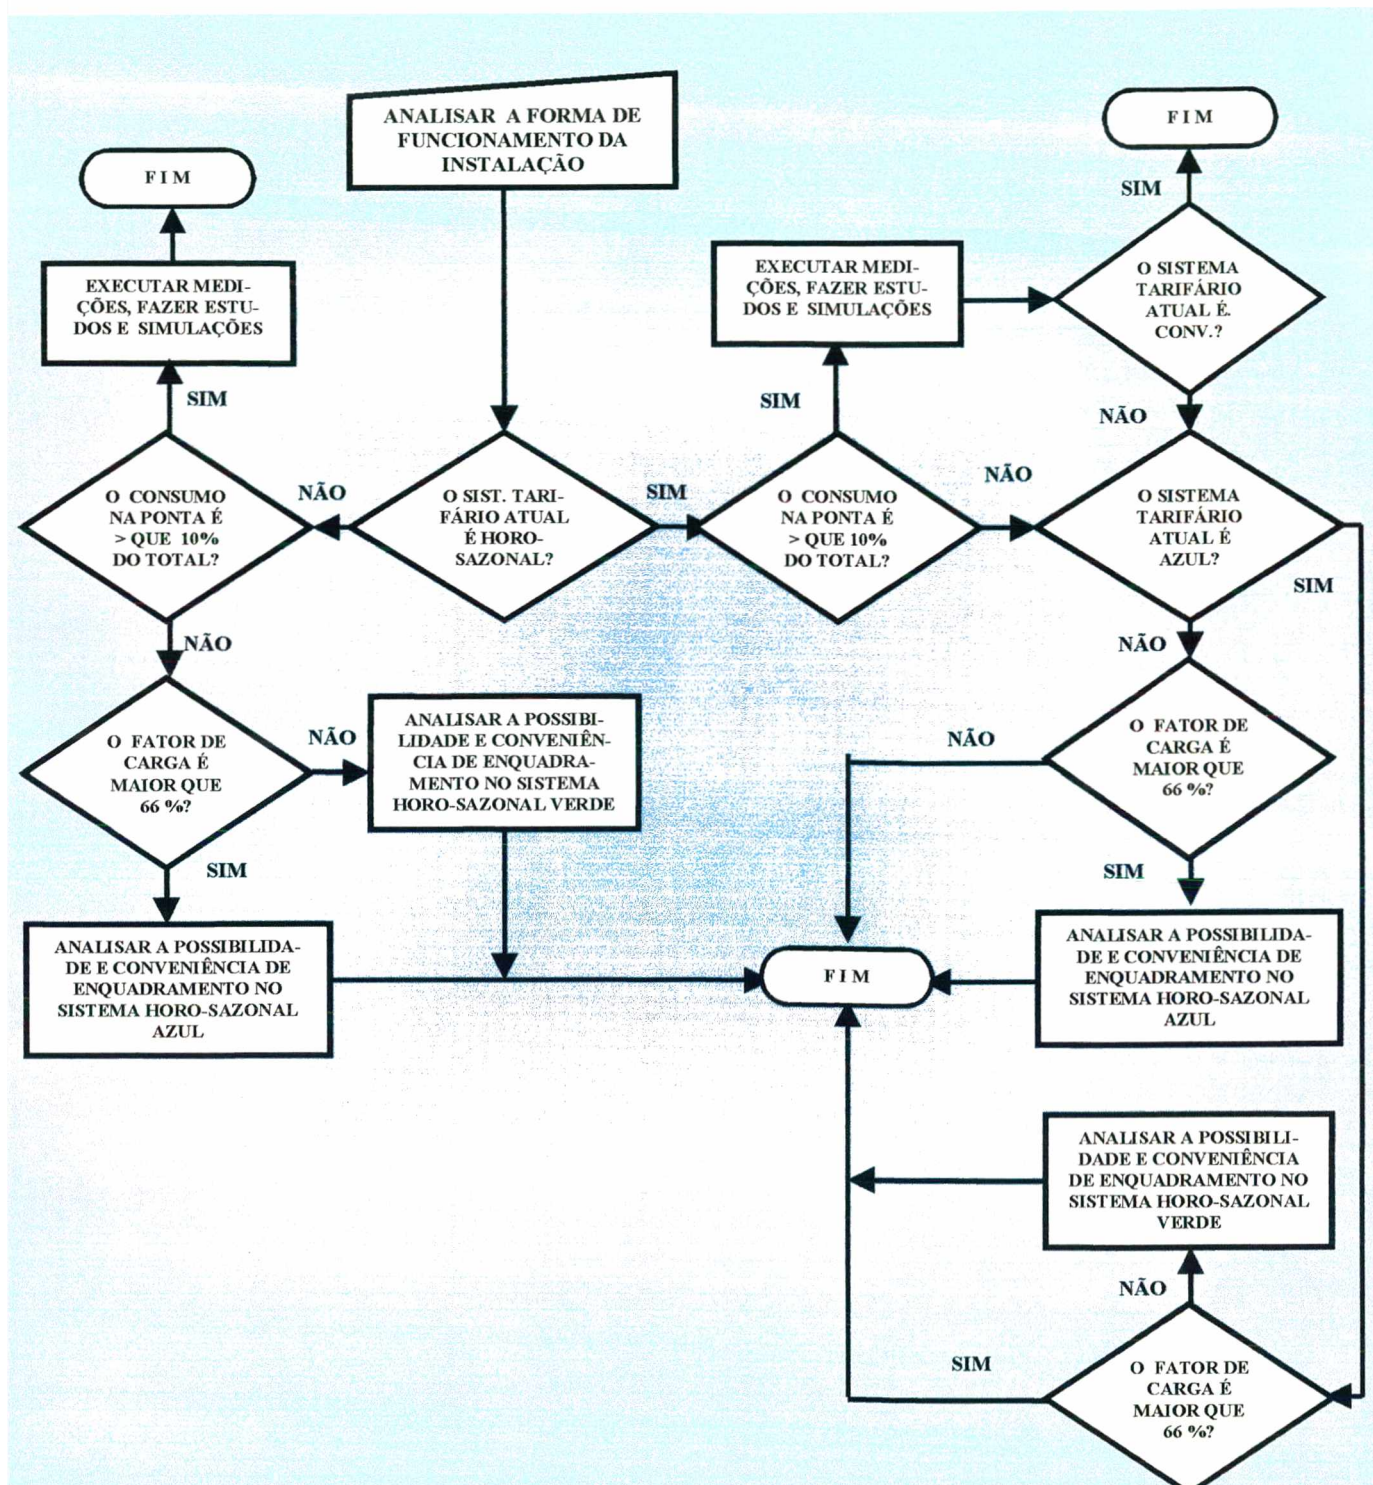 ANALISAR A FORMA DE
FUNCIONAMENTO DA
INSTALAÇÃO
F I M
F I M
SIM
EXECUTAR MEDI-
ÇÕES, FAZER ESTU-
DOS E SIMULAÇÕES
EXECUTAR MEDI-
ÇÕES, FAZER ESTU-
DOS E SIMULAÇÕES
O SISTEMA
TARIFÁRIO
ATUAL É.
CONV.?
SIM
SIM
NÃO
O CONSUMO
NA PONTA É
> QUE 10%
DO TOTAL?
NÃO
O SIST. TARI-
FÁRIO ATUAL
É HORO-
SAZONAL?
SIM
O CONSUMO
NA PONTA É
> QUE 10%
DO TOTAL?
NÃO
O SISTEMA
TARIFÁRIO
ATUAL É
AZUL?
SIM
NÃO
NÃO
O FATOR DE
CARGA É
MAIOR QUE
66 %?
NÃO
ANALISAR A POSSIBI-
LIDADE E CONVENIÊN-
CIA DE ENQUADRA-
MENTO NO SISTEMA
HORO-SAZONAL VERDE
NÃO
O FATOR DE
CARGA É
MAIOR QUE
66 %?
SIM
SIM
ANALISAR A POSSIBILIDA-
DE E CONVENIÊNCIA DE
ENQUADRAMENTO NO
SISTEMA HORO-SAZONAL
AZUL
F I M
ANALISAR A POSSIBILIDA-
DE E CONVENIÊNCIA DE
ENQUADRAMENTO NO
SISTEMA HORO-SAZONAL
AZUL
ANALISAR A POSSIBILI-
DADE E CONVENIÊNCIA
DE ENQUADRAMENTO NO
SISTEMA HORO-SAZONAL
VERDE
NÃO
SIM
O FATOR DE
CARGA É
MAIOR QUE
66 %?